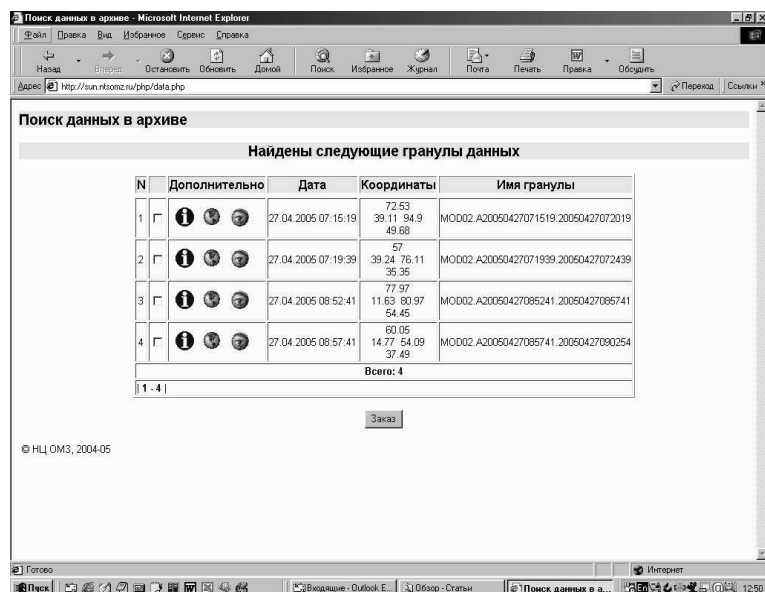 Поиск данных в архиве - Microsoft Internet Explorer
Файл Правка Вид Избранное Сервис Справка
Назад Вперед Остановить Обновить Домой Поиск Избранное Журнал Почта Печать Правка Обсудить
Адрес http://sun.ntsomz.ru/php/data.php Переход Ссылки
Поиск данных в архиве
Найдены следующие гранулы данных
N Дополнительно Дата Координаты Имя гранулы
72.53
1 27.04.2005 07:15:19 39.11 94.9 MOD02.A20050427071519.20050427072019
49.68
57
2 27.04.2005 07:19:39 39.24 76.11 MOD02.A20050427071939.20050427072439
35.35
77.97
3 27.04.2005 08:52:41 11.63 80.97 MOD02.A20050427085241.20050427085741
54.45
60.05
4 27.04.2005 08:57:41 14.77 54.09 MOD02.A20050427085741.20050427090254
37.49
Всего: 4
| 1 - 4 |
Заказ
© НЦ ОМЗ, 2004-05
Готово Интернет
Пуск Входящие - Outlook E... Обзор - Статьи Поиск данных в а... En 12:50